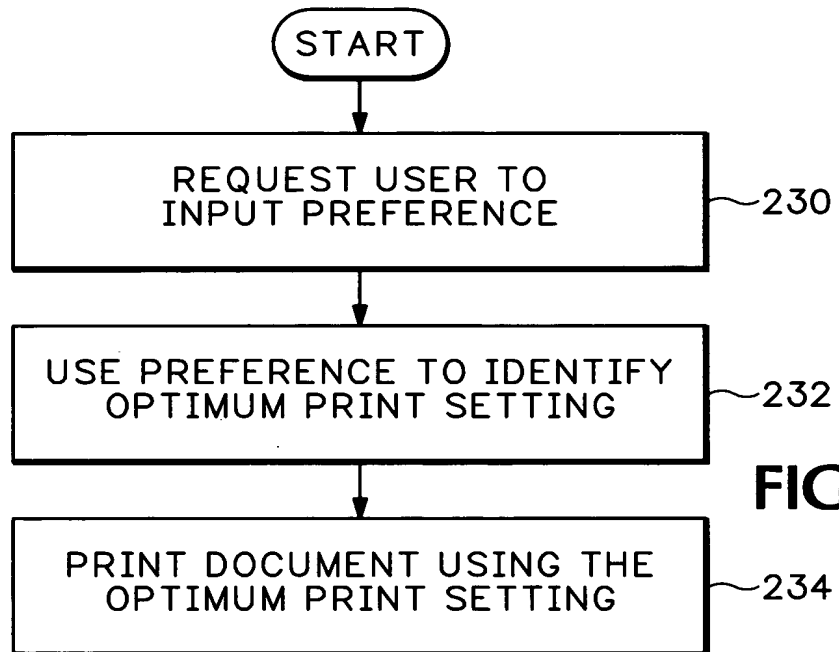 START
REQUEST USER TO
INPUT PREFERENCE
230
USE PREFERENCE TO IDENTIFY
OPTIMUM PRINT SETTING
232
FIG
PRINT DOCUMENT USING THE
OPTIMUM PRINT SETTING
234